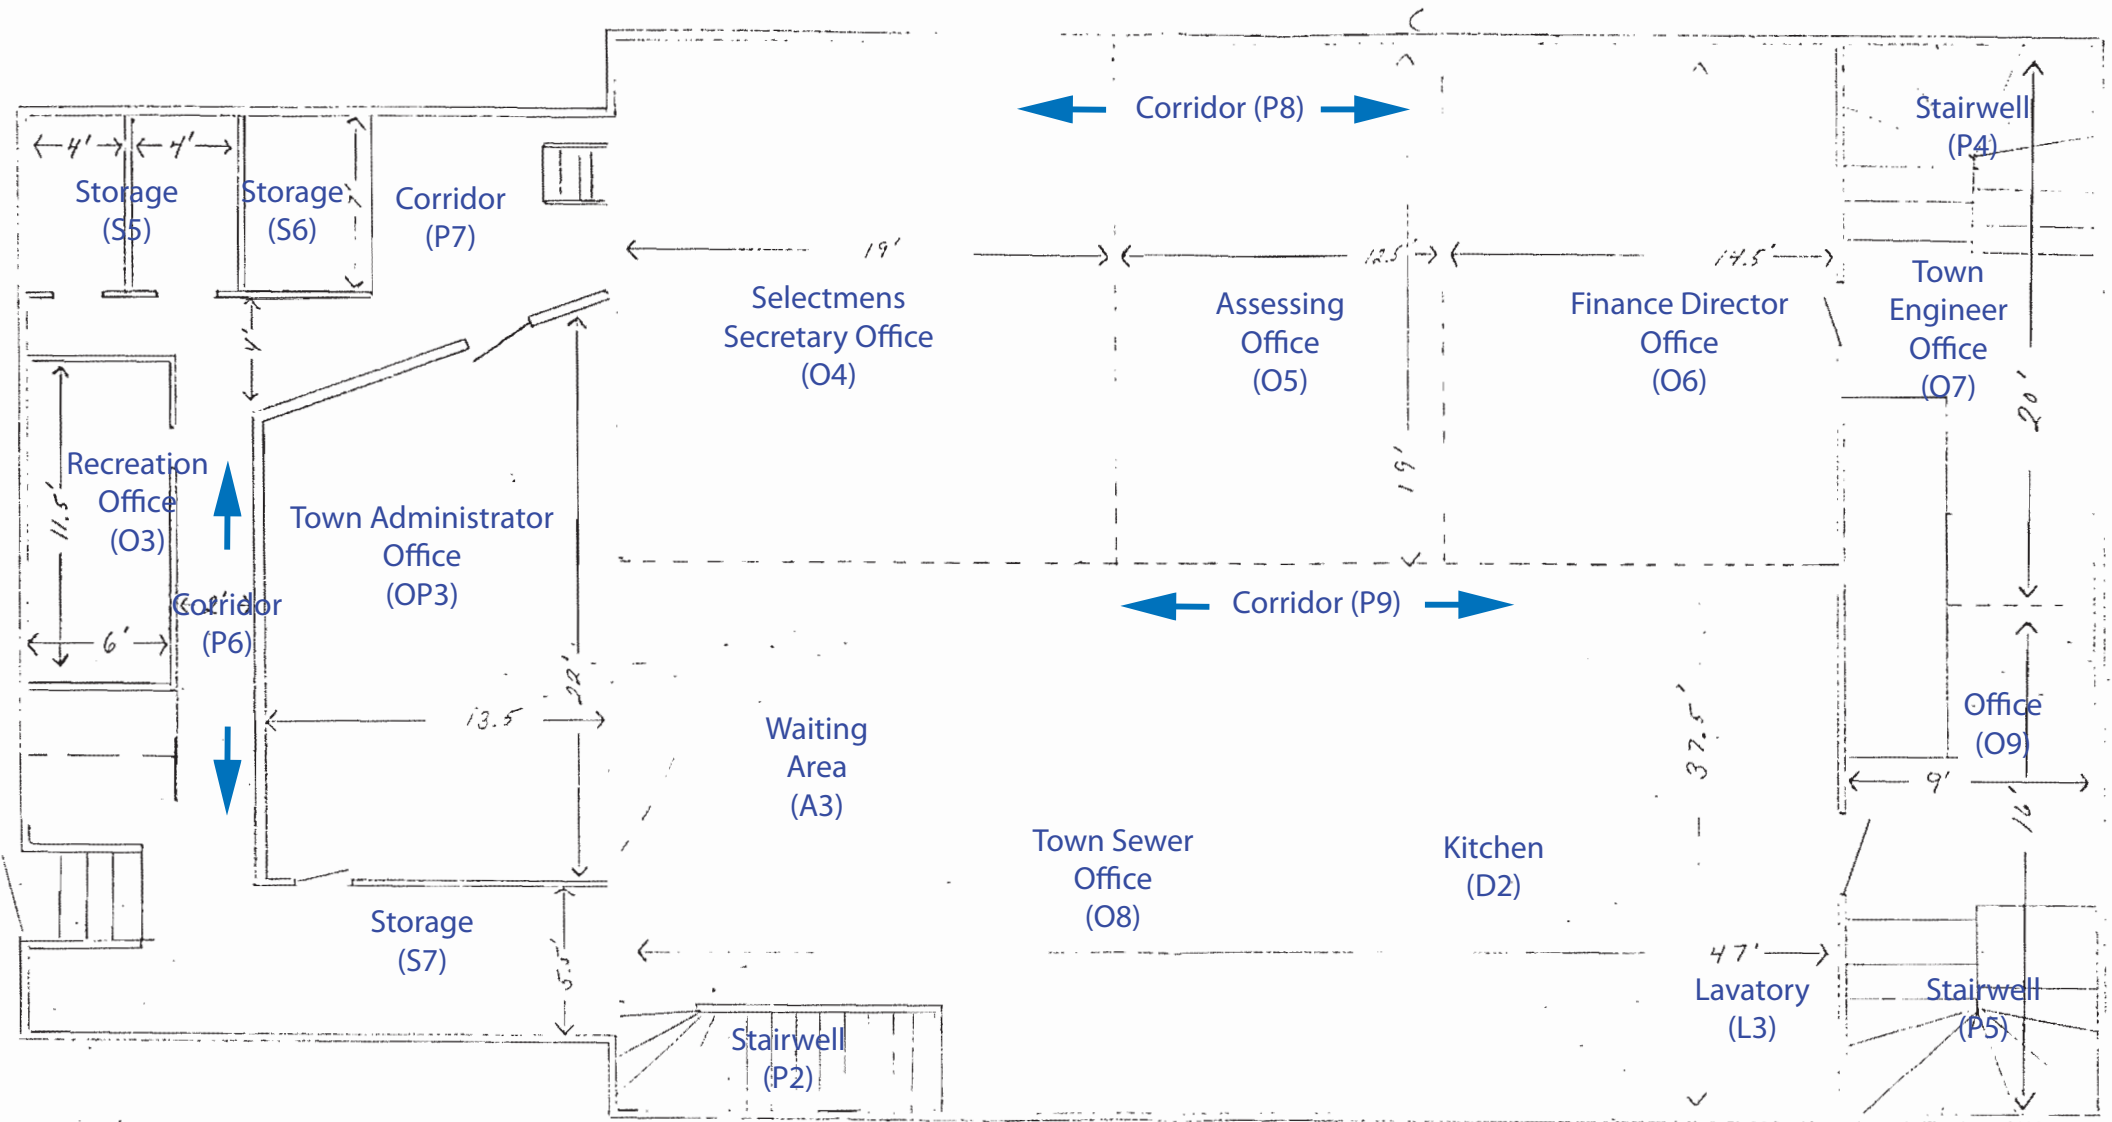 Corridor (P8)
Stairwell
(P4)
4'
4'
Storage
(S5)
Storage
(S6)
7'
Corridor
(P7)
19'
12.5'
14.5'
Selectmens
Secretary Office
(O4)
Assessing
Office
(O5)
Finance Director
Office
(O6)
Town
Engineer
Office
(O7)
4'
20'
Recreation
Office
(O3)
11.5'
Town Administrator
Office
(OP3)
19'
Corridor
(P6)
6'
Corridor (P9)
22'
13.5
37.5'
Waiting
Area
(A3)
Office
(O9)
9'
16'
Town Sewer
Office
(O8)
Kitchen
(D2)
Storage
(S7)
5.5'
47'
Lavatory
(L3)
Stairwell
(P5)
Stairwell
(P2)